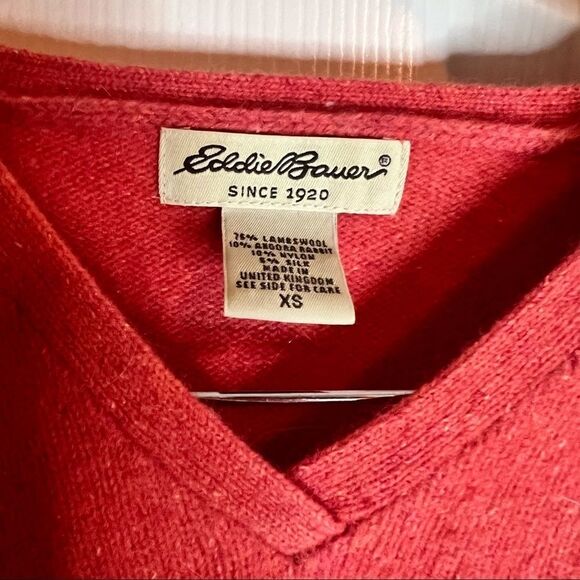 Eddie Bauer®
SINCE 1920
75% LAMBSWOOL
10% ANGORA RABBIT
10% NYLON
5% SILK
MADE IN
UNITED KINGDOM
SEE SIDE FOR CARE
XS